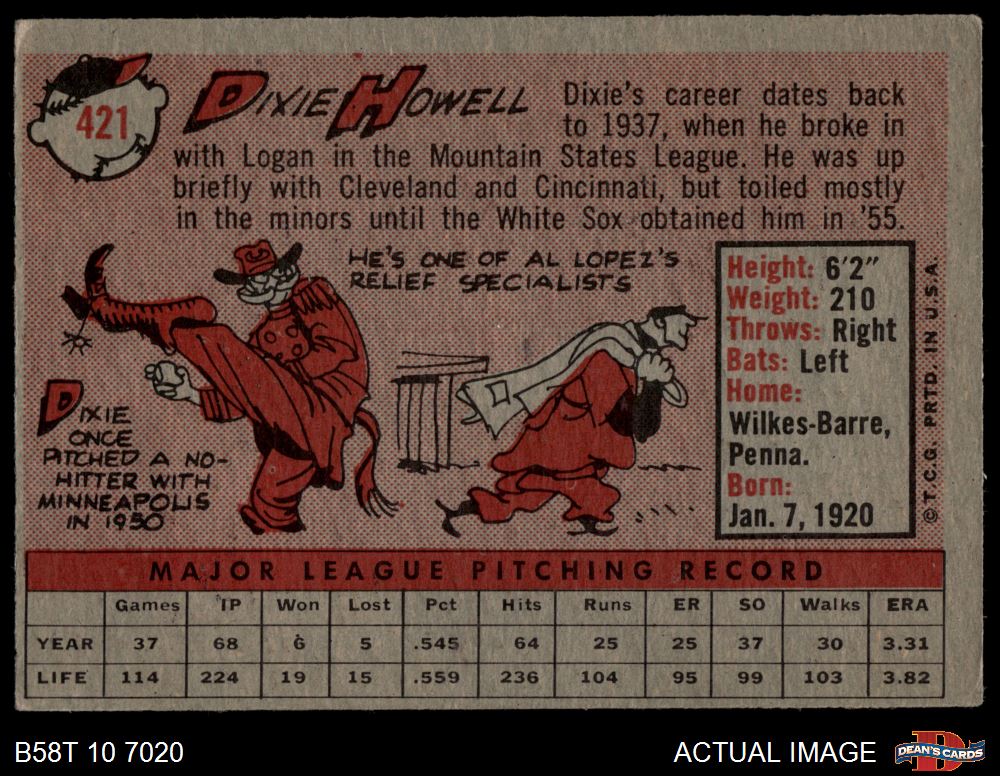 421
DIXIE HOWELL
Dixie's career dates back
to 1937, when he broke in
with Logan in the Mountain States League. He was up
briefly with Cleveland and Cincinnati, but toiled mostly
in the minors until the White Sox obtained him in '55.
HE'S ONE OF AL LOPEZ'S
RELIEF SPECIALISTS
DIXIE
ONCE
PITCHED A NO-
HITTER WITH
MINNEAPOLIS
IN 1950
Height: 6'2"
Weight: 210
Throws: Right
Bats: Left
Home:
Wilkes-Barre,
Penna.
Born:
Jan. 7, 1920
© T.C.G. PRTD. IN U.S.A.
MAJOR LEAGUE PITCHING RECORD
Games IP Won Lost Pct Hits Runs ER SO Walks ERA
YEAR 37 68 6 5 .545 64 25 25 37 30 3.31
LIFE 114 224 19 15 .559 236 104 95 99 103 3.82
B58T 10 7020
ACTUAL IMAGE
DEAN'S CARDS